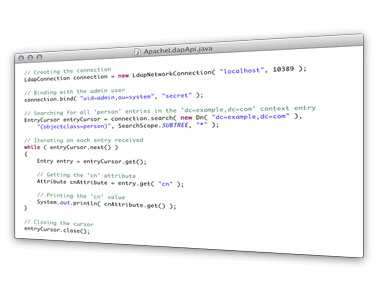 ApacheLdapApi.java
// Creating the connection
LdapConnection connection = new LdapNetworkConnection( "localhost", 10389 );
// Binding with the admin user
connection.bind( "uid=admin,ou=system", "secret" );
// Searching for all 'person' entries in the 'dc=example,dc=com' context entry
EntryCursor entryCursor = connection.search( new Dn( "dc=example,dc=com" ),
"(objectclass=person)", SearchScope.SUBTREE, "*" );
// Iterating on each entry received
while ( entryCursor.next() )
{
Entry entry = entryCursor.get();
// Getting the 'cn' attribute
Attribute cnAttribute = entry.get( "cn" );
// Printing the 'cn' value
System.out.println( cnAttribute.get() );
}
// Closing the cursor
entryCursor.close();